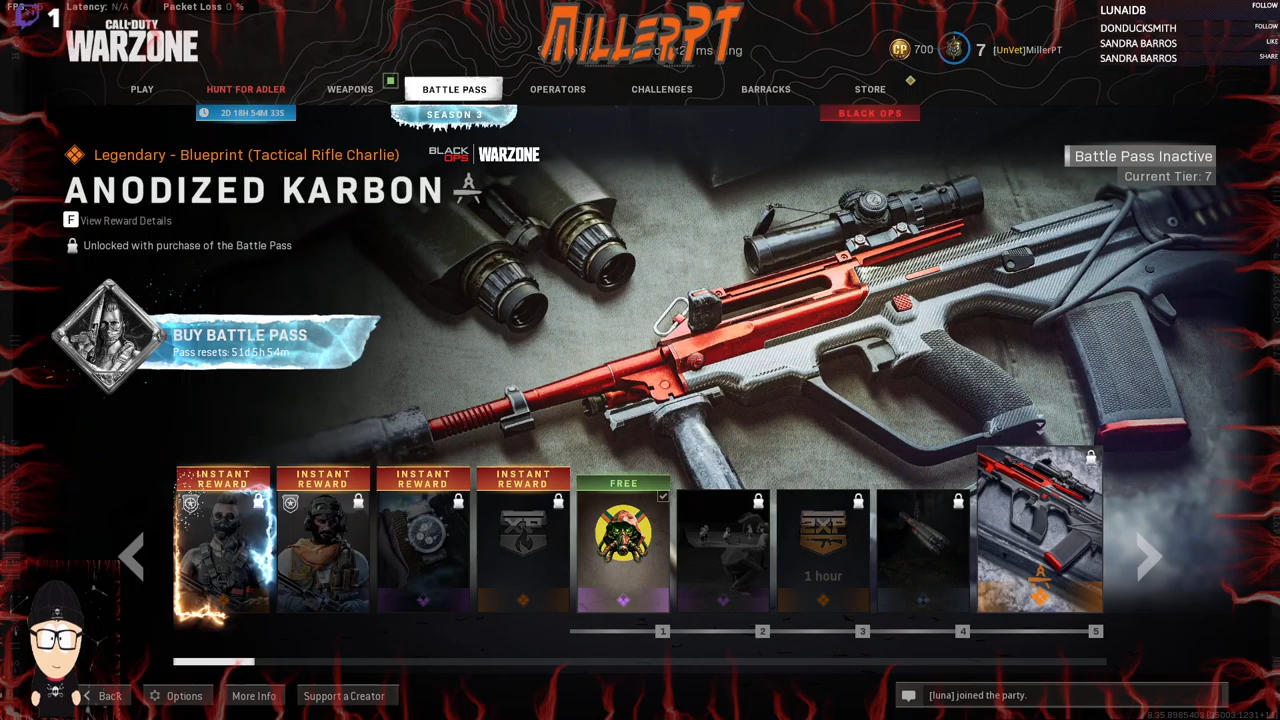 FPS:
Latency: N/A
Packet Loss 0 %
1
CALL OF DUTY
WARZONE
MILLERPT
CP 700
7
[UnVet]MillerPT
LUNAIDB
FOLLOW
DONDUCKSMITH
FOLLOW
SANDRA BARROS
LIKE
SANDRA BARROS
SHARE
PLAY
HUNT FOR ADLER
WEAPONS
BATTLE PASS
OPERATORS
CHALLENGES
BARRACKS
STORE
2D 18H 54M 33S
SEASON 3
BLACK OPS
Legendary - Blueprint (Tactical Rifle Charlie)
BLACK OPS | WARZONE
Battle Pass Inactive
Current Tier: 7
ANODIZED KARBON
F View Reward Details
Unlocked with purchase of the Battle Pass
BUY BATTLE PASS
Pass resets: 51d 5h 54m
INSTANT REWARD
INSTANT REWARD
INSTANT REWARD
INSTANT REWARD
FREE
XP
2XP
1 hour
1
2
3
4
5
Back
Options
More Info
Support a Creator
[luna] joined the party.